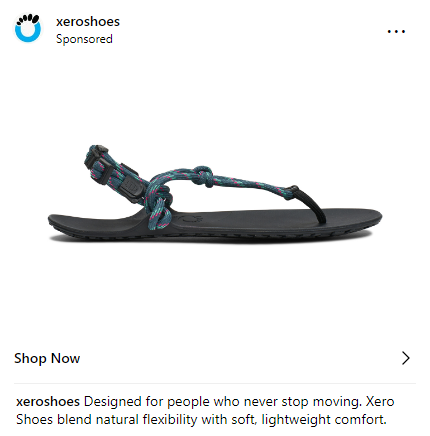 xeroshoes
Sponsored
Shop Now
xeroshoes Designed for people who never stop moving. Xero
Shoes blend natural flexibility with soft, lightweight comfort.